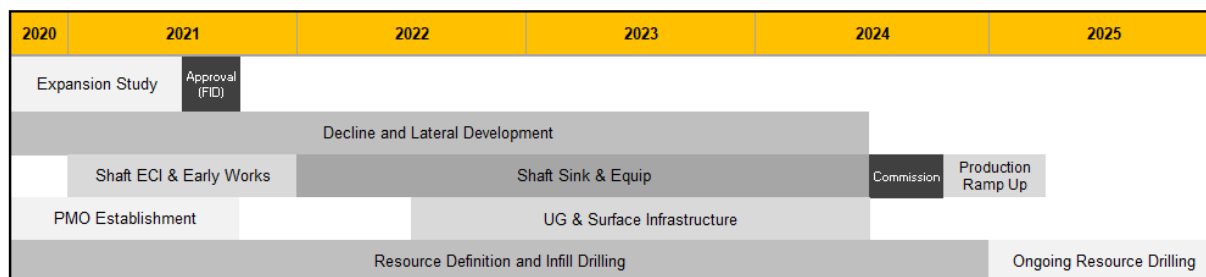 2020 2021 2022 2023 2024 2025
Expansion Study
Approval
(FID)
Decline and Lateral Development
Shaft ECI & Early Works
Shaft Sink & Equip
Commission
Production
Ramp Up
PMO Establishment
UG & Surface Infrastructure
Resource Definition and Infill Drilling
Ongoing Resource Drilling